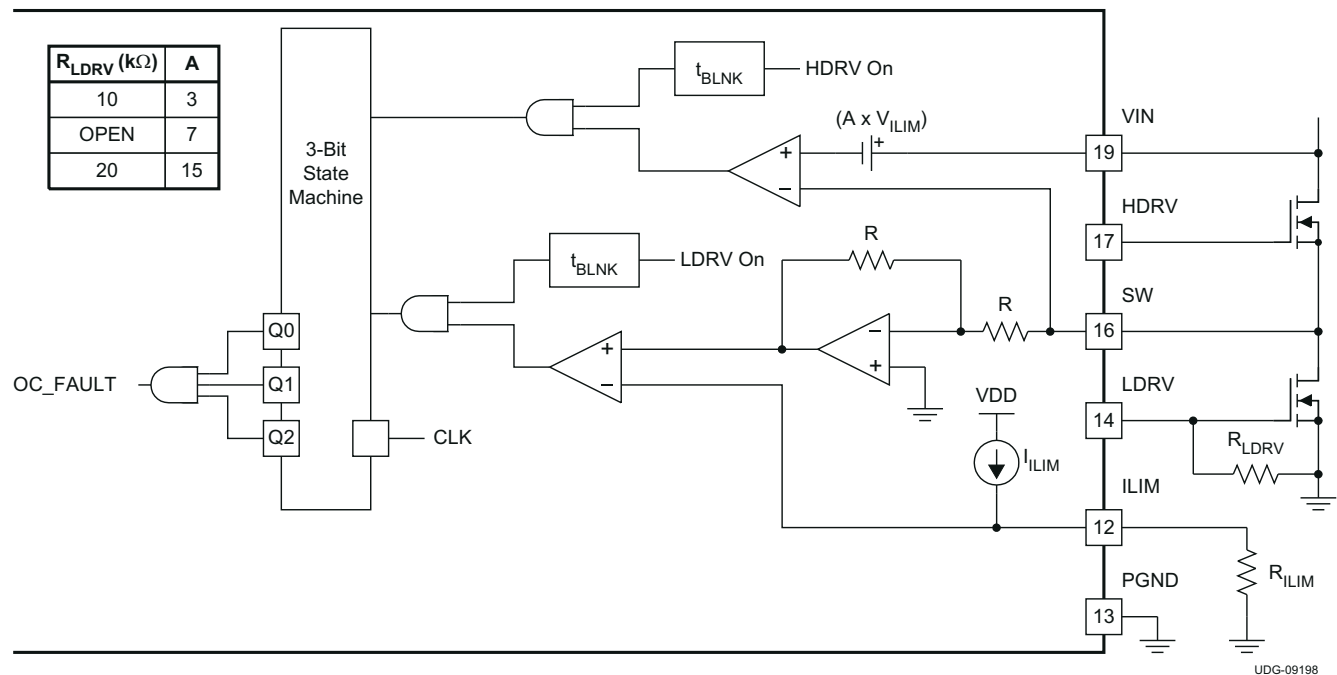 R_LDRV (kΩ) A
10 3
OPEN 7
20 15
3-Bit
State
Machine
t_BLNK
HDRV On
(A x V_ILIM)
+
+
–
VIN
19
HDRV
17
t_BLNK
LDRV On
R
R
SW
16
+
–
–
+
Q0
Q1
Q2
OC_FAULT
CLK
VDD
I_ILIM
LDRV
14
R_LDRV
ILIM
12
R_ILIM
PGND
13
UDG-09198